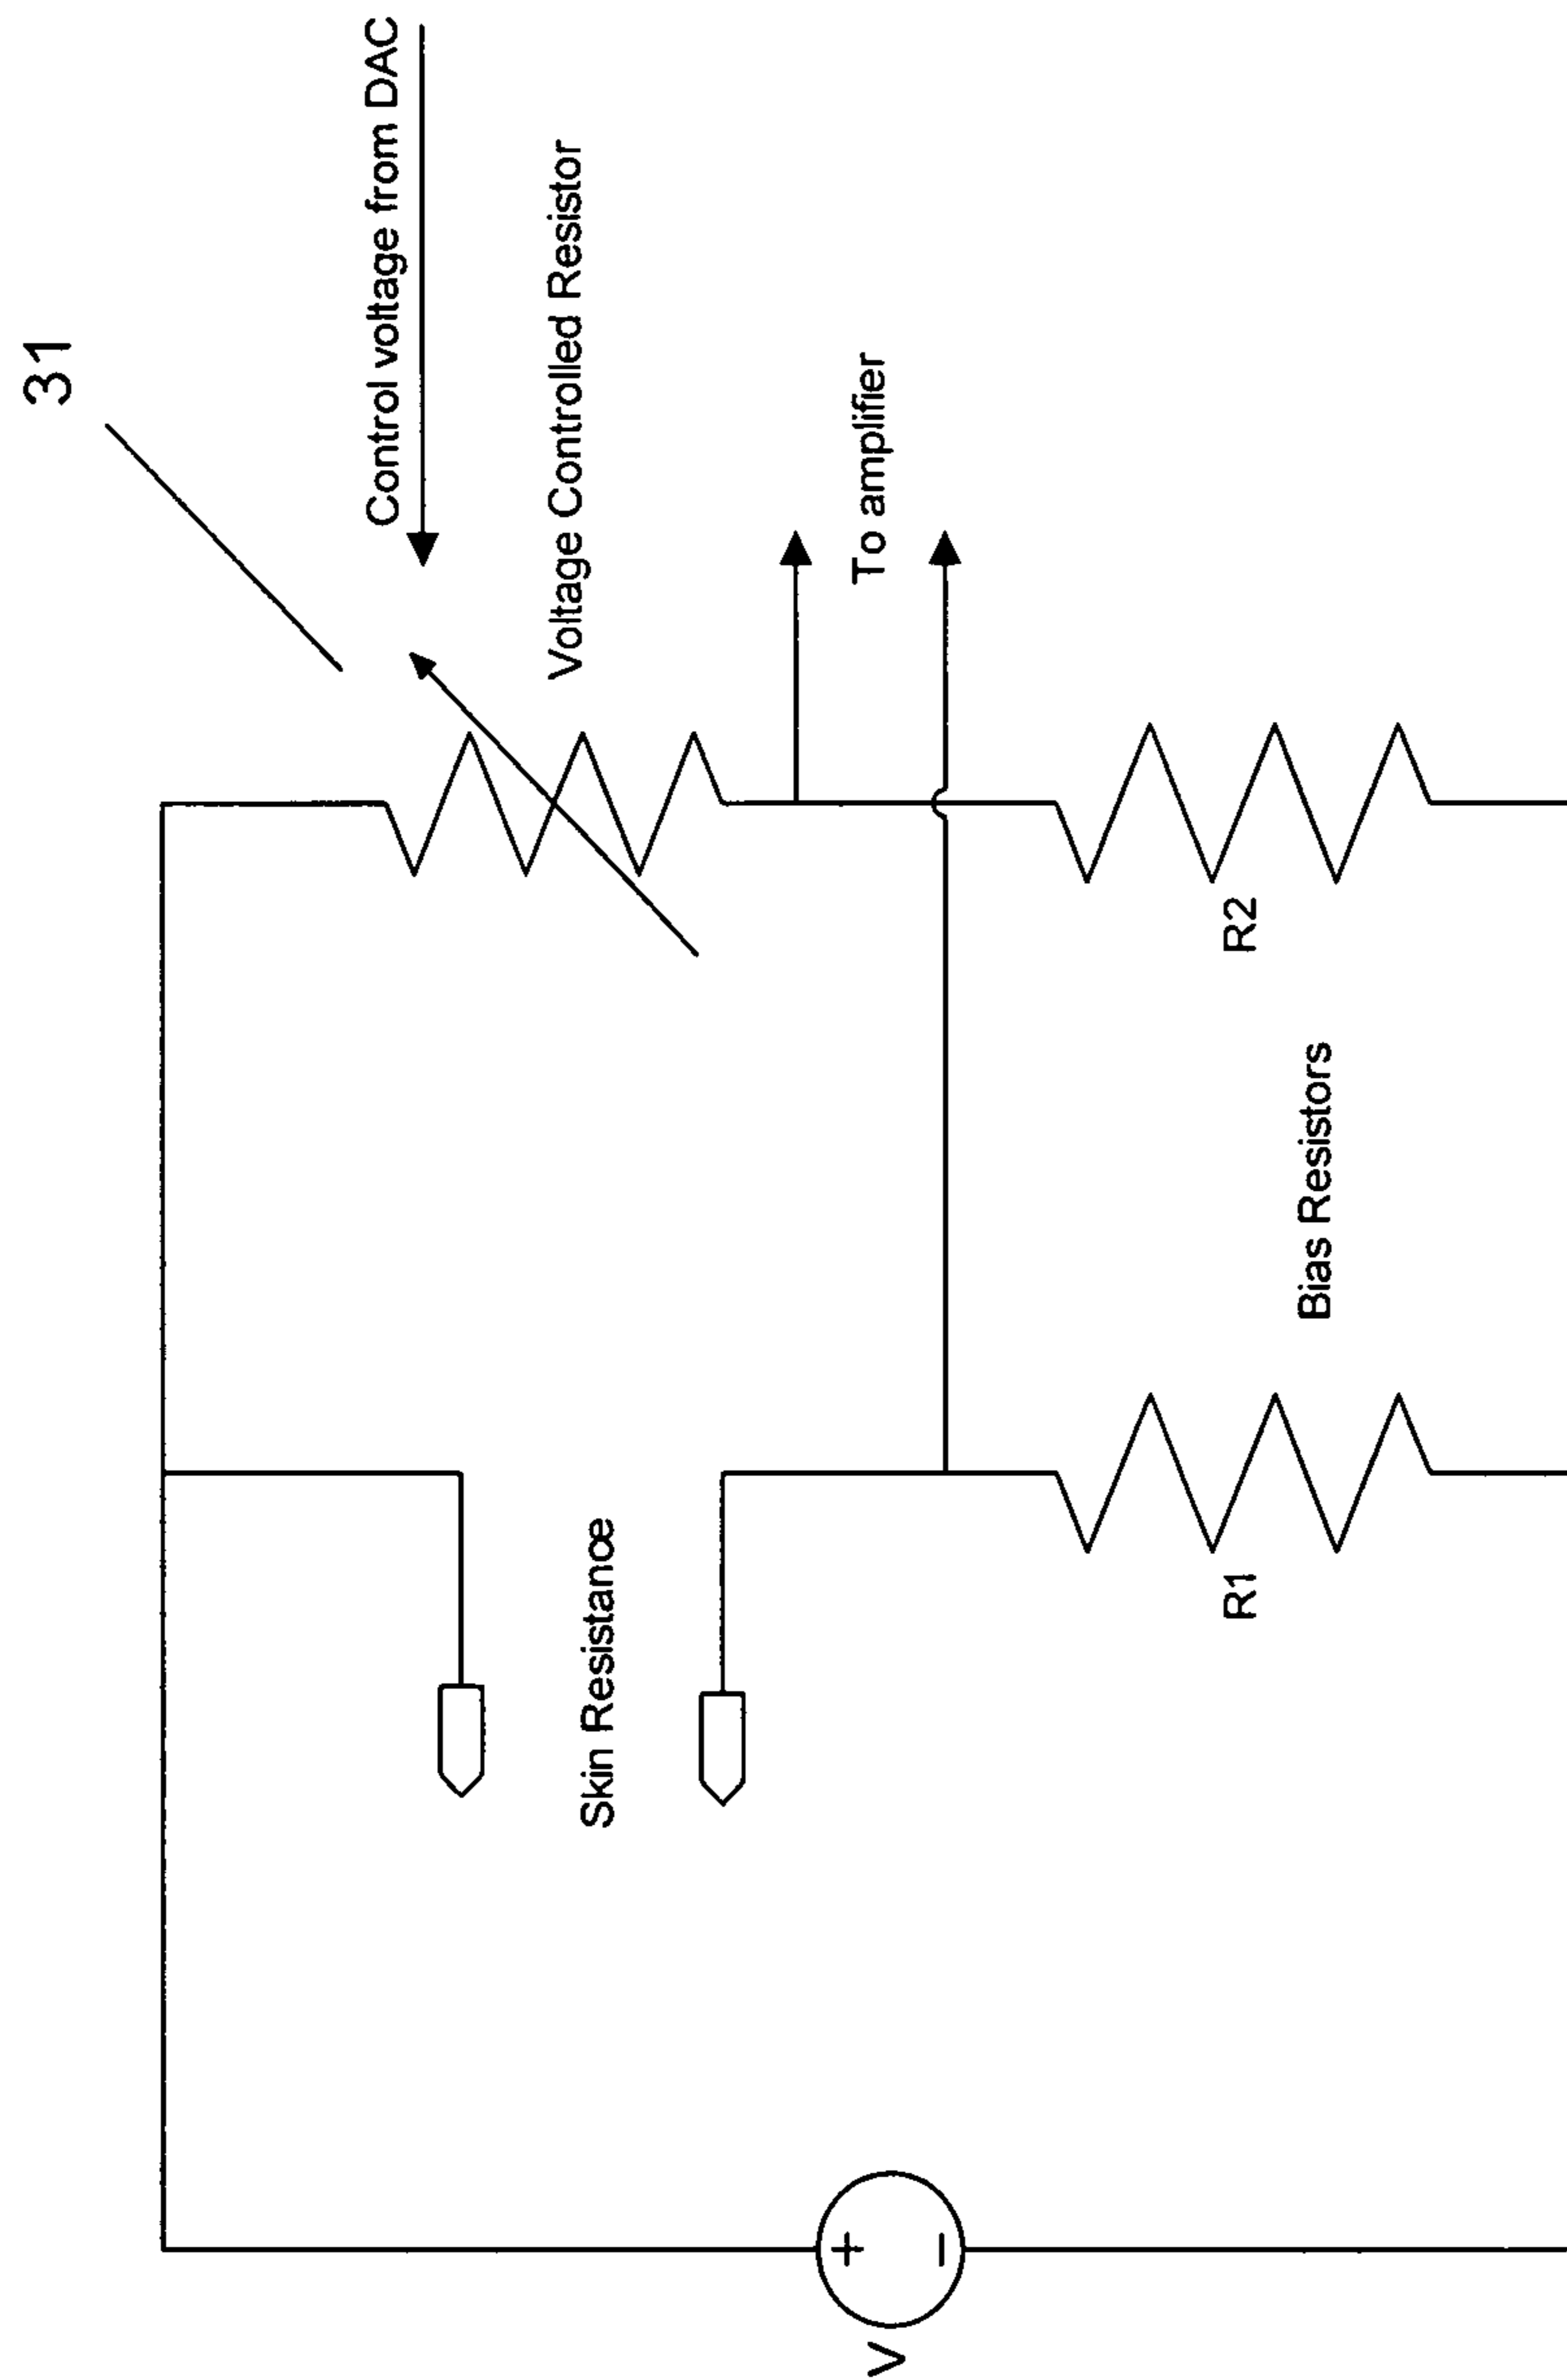 31
Control voltage from DAC
Voltage Controlled Resistor
To amplifier
Skin Resistance
R1
R2
Bias Resistors
V
+
−